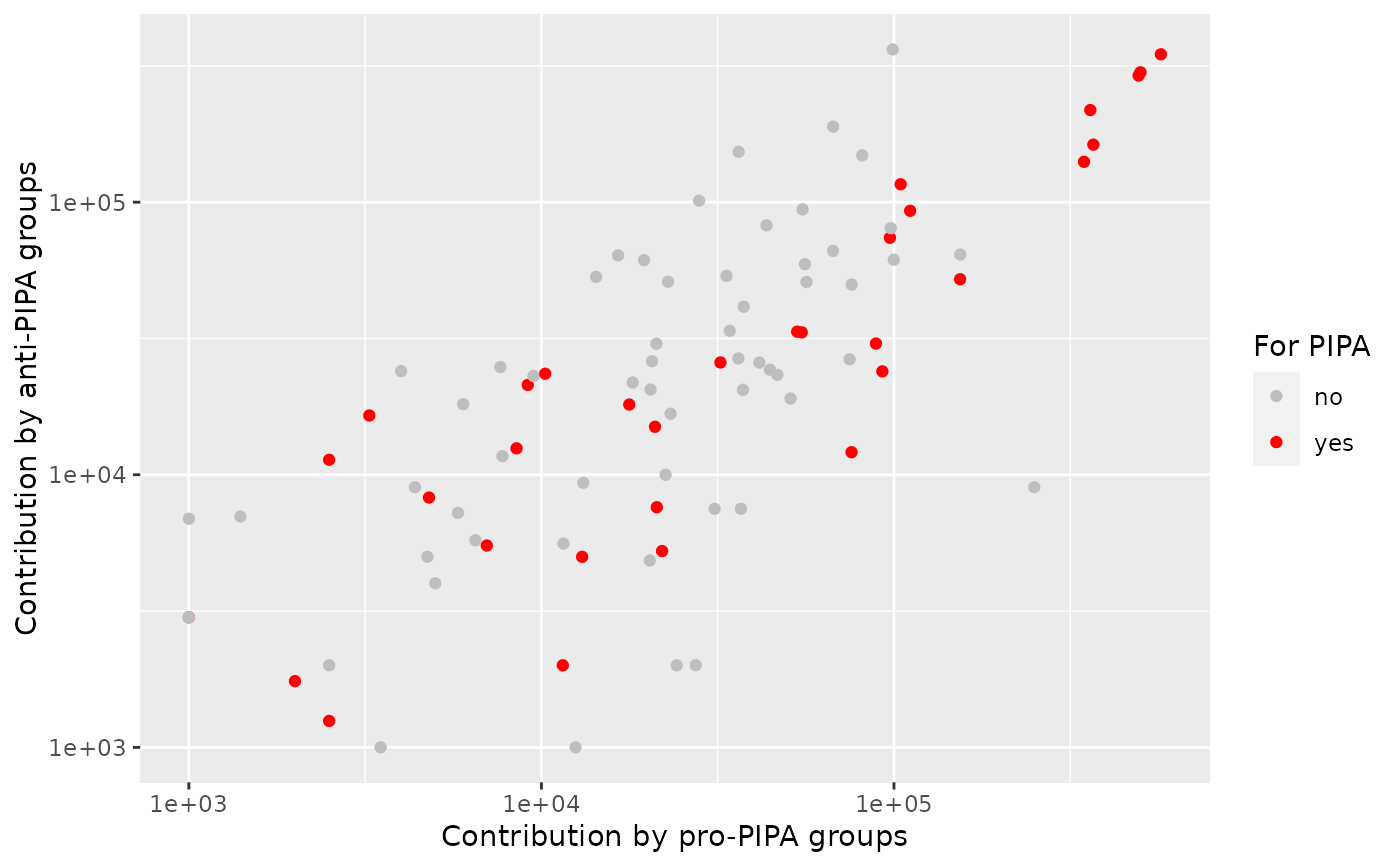 Contribution by anti-PIPA groups
1e+05
1e+04
1e+03
1e+03
1e+04
1e+05
Contribution by pro-PIPA groups
For PIPA
no
yes